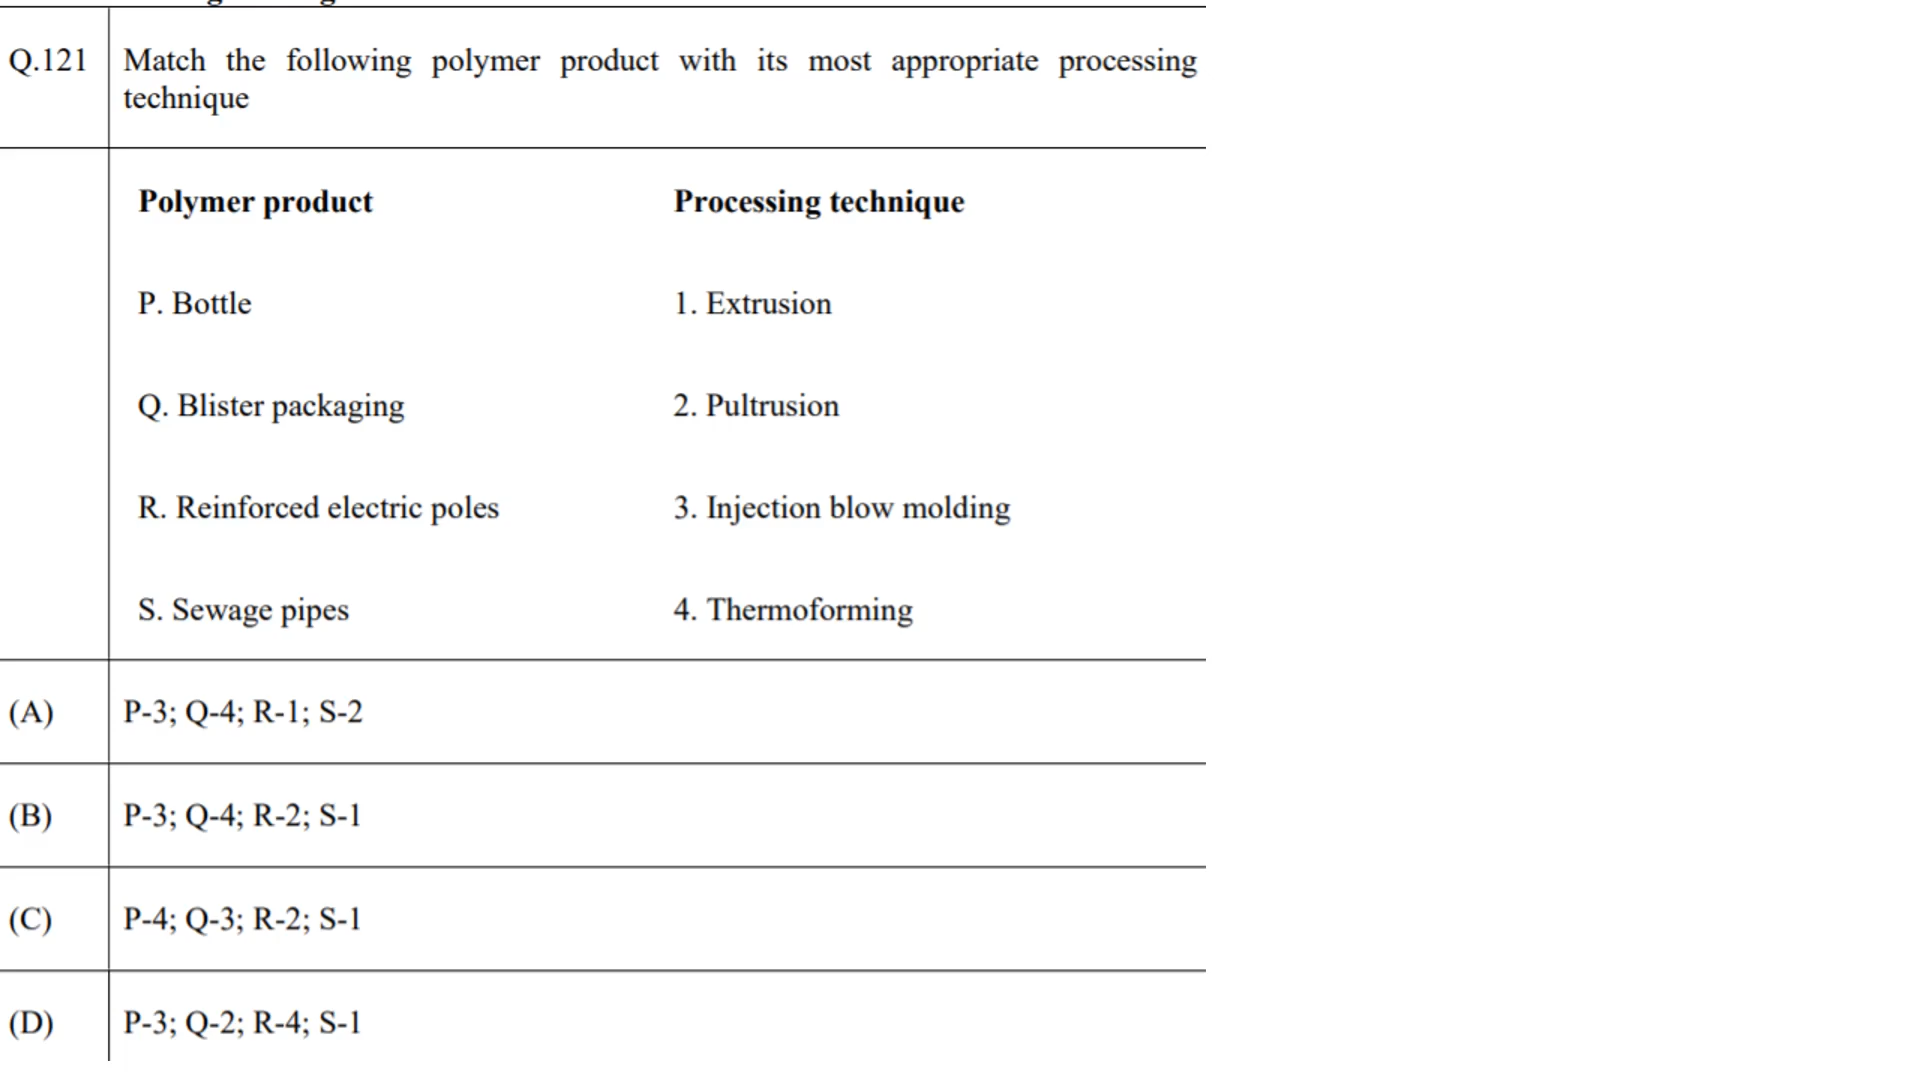 Q.121 Match the following polymer product with its most appropriate processing
technique
Polymer product Processing technique
P. Bottle 1. Extrusion
Q. Blister packaging 2. Pultrusion
R. Reinforced electric poles 3. Injection blow molding
S. Sewage pipes 4. Thermoforming
(A) P-3; Q-4; R-1; S-2
(B) P-3; Q-4; R-2; S-1
(C) P-4; Q-3; R-2; S-1
(D) P-3; Q-2; R-4; S-1